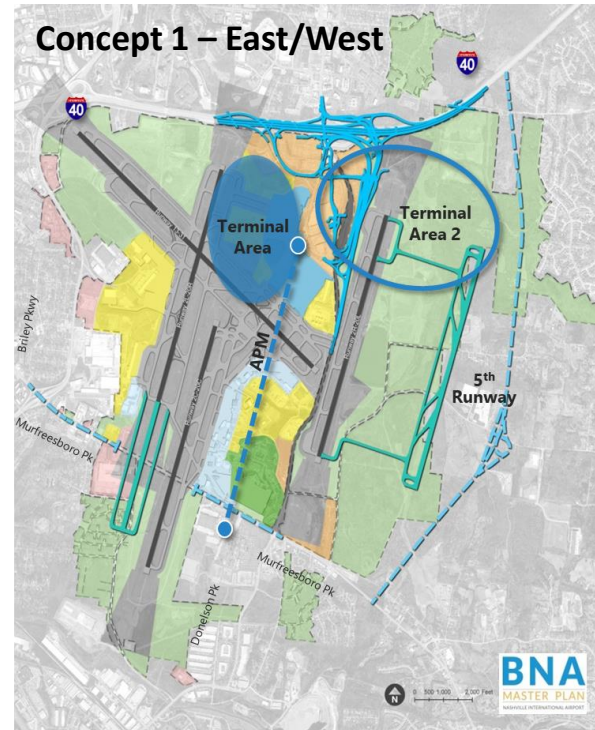 Concept 1 – East/West
INTERSTATE
40
40
Terminal
Area
Terminal
Area 2
Briley Pkwy
APM
5th
Runway
Murfreesboro Pk
Murfreesboro Pk
Donelson Pk
N
0 500 1,000 2,000 Feet
BNA
MASTER PLAN
NASHVILLE INTERNATIONAL AIRPORT